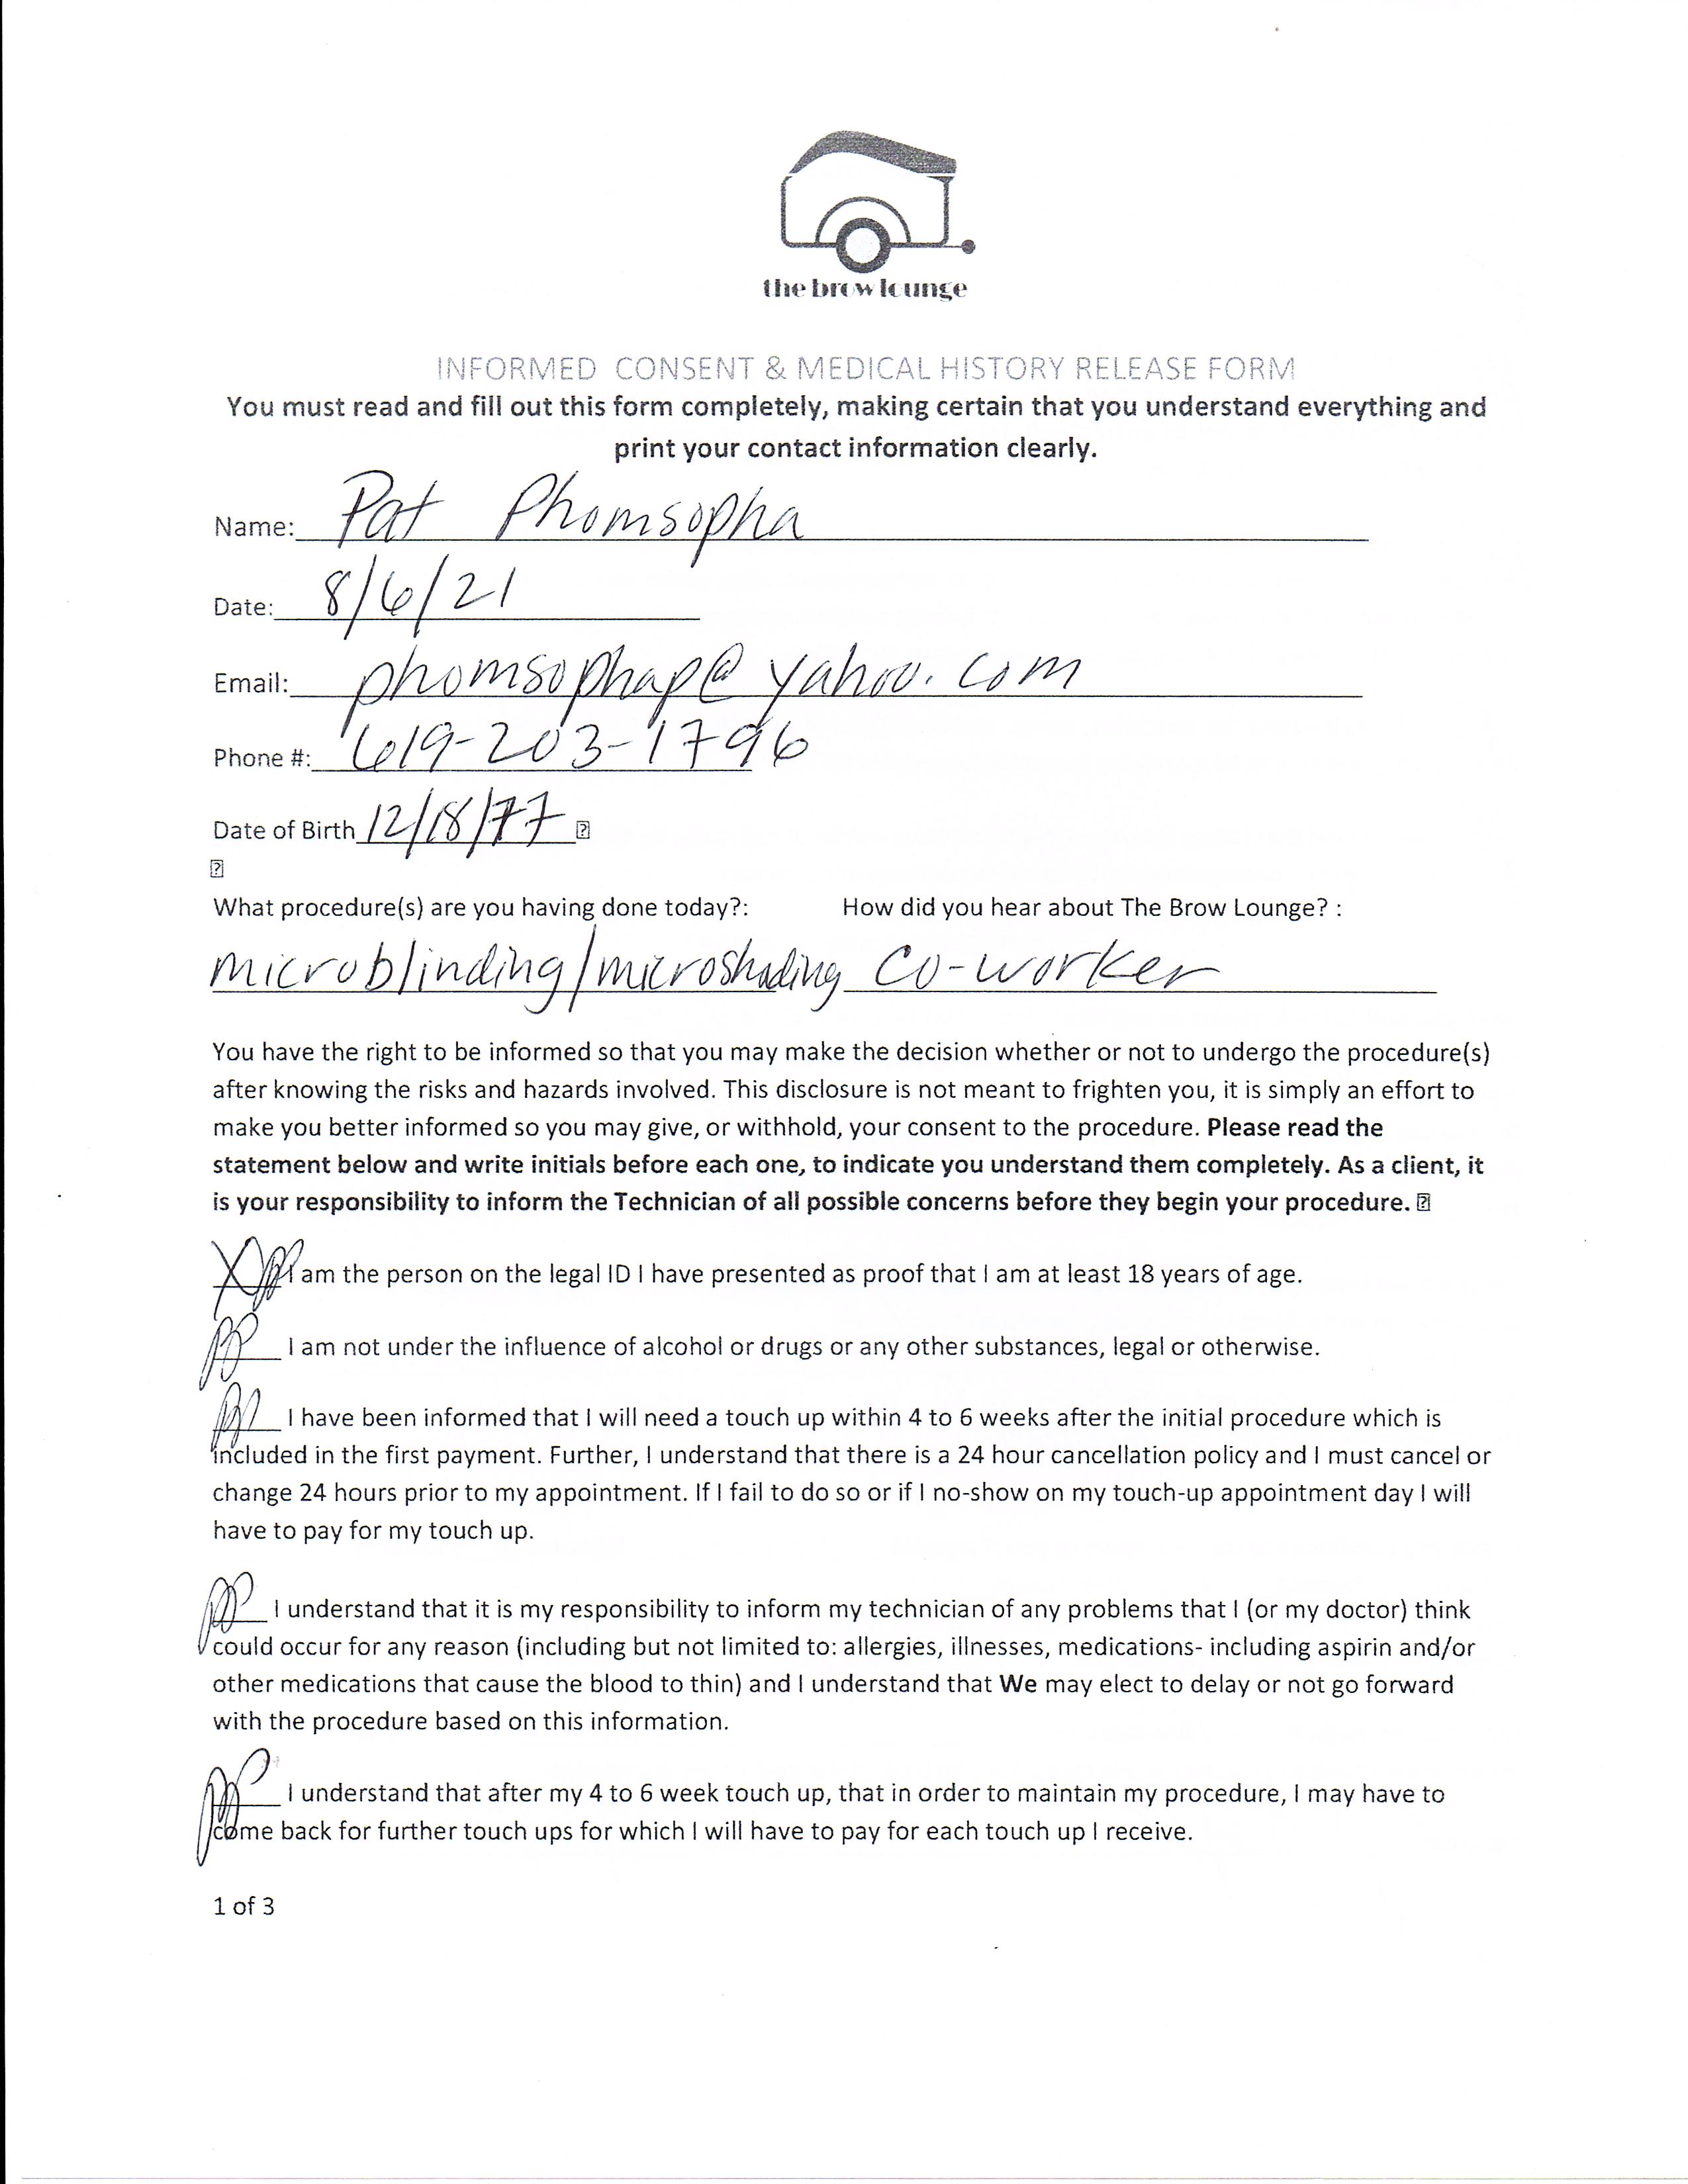 the brow lounge
INFORMED CONSENT & MEDICAL HISTORY RELEASE FORM
You must read and fill out this form completely, making certain that you understand everything and
print your contact information clearly.
Name: Pat Phomsopha
Date: 8/6/21
Email: phomsophap@yahoo.com
Phone #: 619-203-1796
Date of Birth 12/18/77
What procedure(s) are you having done today?: How did you hear about The Brow Lounge? :
microblinding/microshading co-worker
You have the right to be informed so that you may make the decision whether or not to undergo the procedure(s)
after knowing the risks and hazards involved. This disclosure is not meant to frighten you, it is simply an effort to
make you better informed so you may give, or withhold, your consent to the procedure. Please read the
statement below and write initials before each one, to indicate you understand them completely. As a client, it
is your responsibility to inform the Technician of all possible concerns before they begin your procedure.
X PP I am the person on the legal ID I have presented as proof that I am at least 18 years of age.
PP I am not under the influence of alcohol or drugs or any other substances, legal or otherwise.
PP I have been informed that I will need a touch up within 4 to 6 weeks after the initial procedure which is
included in the first payment. Further, I understand that there is a 24 hour cancellation policy and I must cancel or
change 24 hours prior to my appointment. If I fail to do so or if I no-show on my touch-up appointment day I will
have to pay for my touch up.
PP I understand that it is my responsibility to inform my technician of any problems that I (or my doctor) think
could occur for any reason (including but not limited to: allergies, illnesses, medications- including aspirin and/or
other medications that cause the blood to thin) and I understand that We may elect to delay or not go forward
with the procedure based on this information.
PP I understand that after my 4 to 6 week touch up, that in order to maintain my procedure, I may have to
come back for further touch ups for which I will have to pay for each touch up I receive.
1 of 3